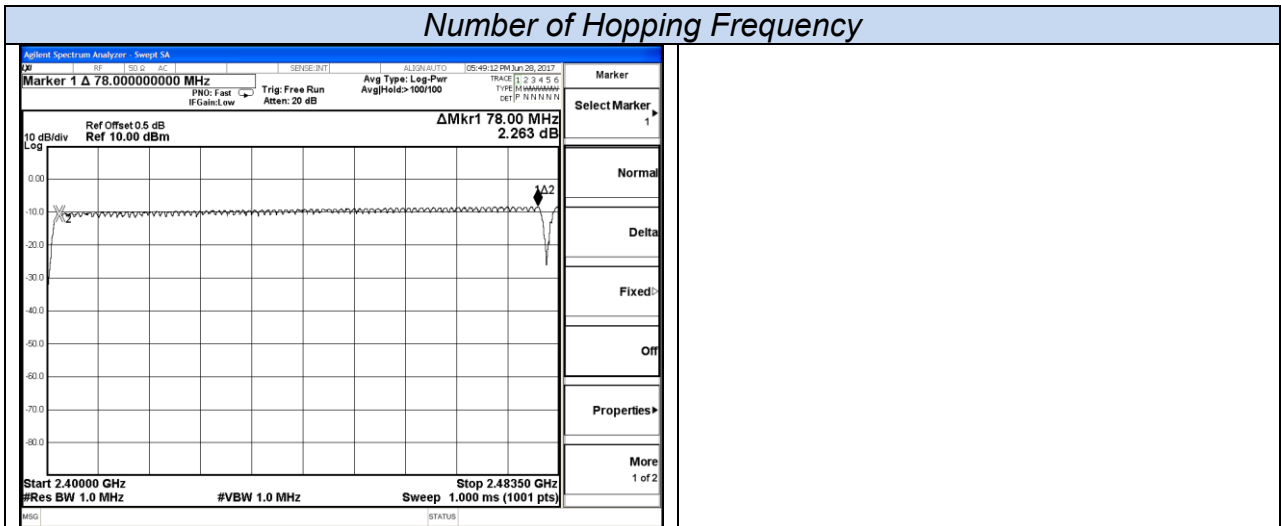 Number of Hopping Frequency
Agilent Spectrum Analyzer - Swept SA
LXI RF 50 Ω AC SENSE:INT ALIGN AUTO 05:49:12 PM Jun 28, 2017
Marker 1 Δ 78.000000000 MHz
PNO: Fast
IFGain:Low
Trig: Free Run
Atten: 20 dB
Avg Type: Log-Pwr
Avg|Hold:>100/100
TRACE 1 2 3 4 5 6
TYPE M
DET P N N N N N
ΔMkr1 78.00 MHz
2.263 dB
Ref Offset 0.5 dB
10 dB/div Ref 10.00 dBm
Log
0.00
-10.0
-20.0
-30.0
-40.0
-50.0
-60.0
-70.0
-80.0
1Δ2
2
Start 2.40000 GHz Stop 2.48350 GHz
#Res BW 1.0 MHz #VBW 1.0 MHz Sweep 1.000 ms (1001 pts)
MSG STATUS
Marker
Select Marker
1
Normal
Delta
Fixed
Off
Properties
More
1 of 2